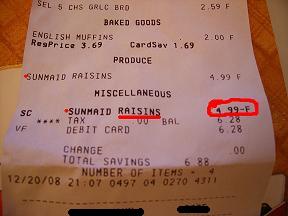 SEL 5 CHS GRLC BRD 2.59 F
BAKED GOODS
ENGLISH MUFFINS 2.00 F
RegPrice 3.69 CardSav 1.69
PRODUCE
*SUNMAID RAISINS 4.99 F
MISCELLANEOUS
SC *SUNMAID RAISINS 4.99-F
**** TAX .00 BAL 6.28
VF DEBIT CARD 6.28
CHANGE .00
TOTAL SAVINGS 6.88
NUMBER OF ITEMS - 4
12/20/08 21:07 0497 04 0270 4311